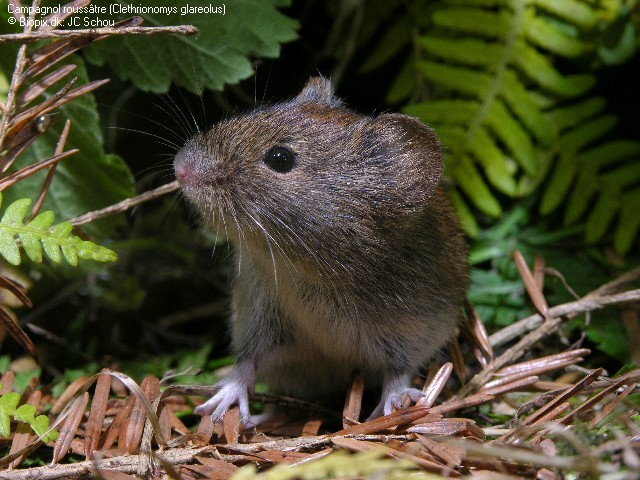 Campagnol roussâtre (Clethrionomys glareolus)
© Biopix.dk: JC Schou